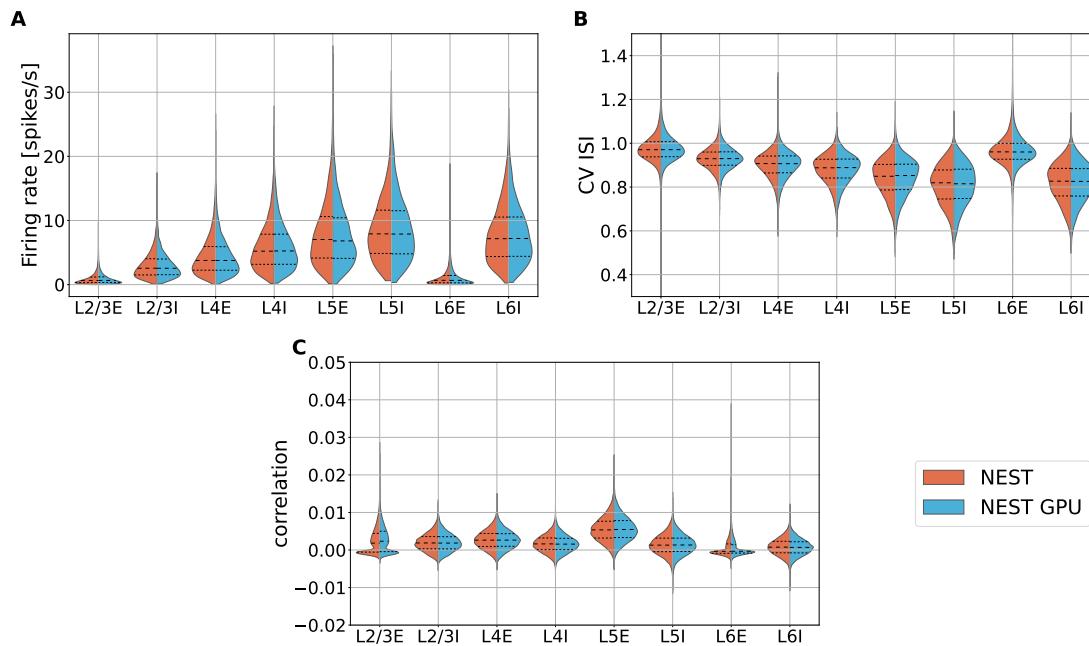 A
Firing rate [spikes/s]
30
20
10
0
L2/3E L2/3I L4E L4I L5E L5I L6E L6I
B
CV ISI
1.4
1.2
1.0
0.8
0.6
0.4
L2/3E L2/3I L4E L4I L5E L5I L6E L6I
C
correlation
0.05
0.04
0.03
0.02
0.01
0.00
−0.01
−0.02
L2/3E L2/3I L4E L4I L5E L5I L6E L6I
NEST
NEST GPU